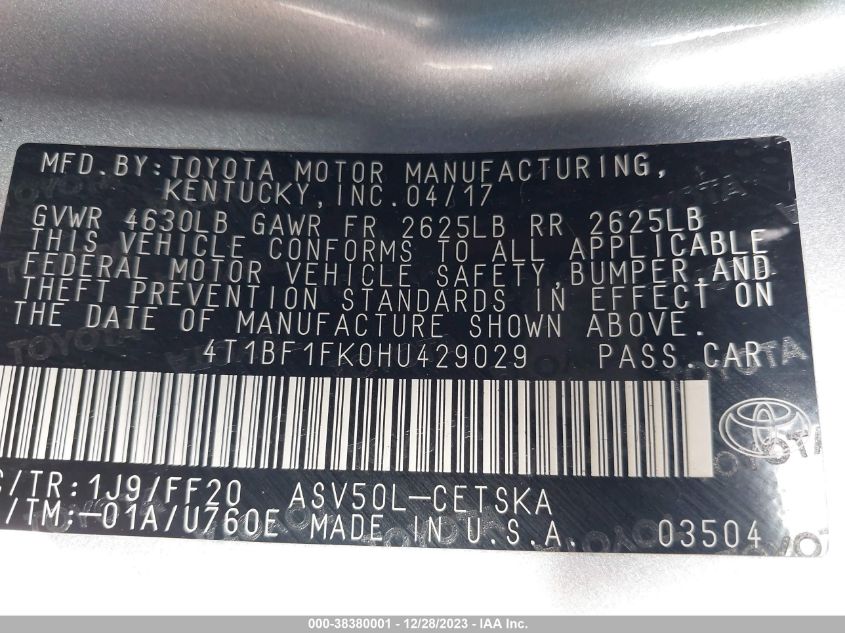 MFD.BY:TOYOTA MOTOR MANUFACTURING,
KENTUCKY,INC.04/17
GVWR 4630LB GAWR FR 2625LB RR 2625LB
THIS VEHICLE CONFORMS TO ALL APPLICABLE
FEDERAL MOTOR VEHICLE SAFETY,BUMPER,AND
THEFT PREVENTION STANDARDS IN EFFECT ON
THE DATE OF MANUFACTURE SHOWN ABOVE.
4T1BF1FK0HU429029 PASS.CAR
/TR:1J9/FF20 ASV50L-CETSKA
/TM;-01A/U760E MADE IN U.S.A. 03504
000-38380001 - 12/28/2023 - IAA Inc.